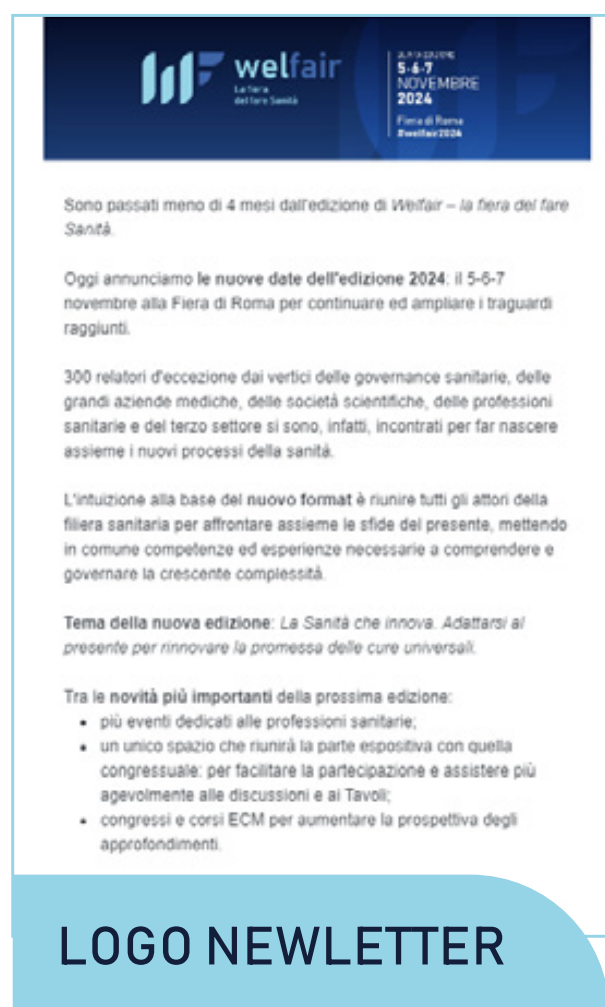 welfair
La fiera
del fare Sanità
5-6-7
NOVEMBRE
2024
Fiera di Roma
#welfair2024
Sono passati meno di 4 mesi dall'edizione di Welfair – la fiera del fare
Sanità.
Oggi annunciamo le nuove date dell'edizione 2024: il 5-6-7
novembre alla Fiera di Roma per continuare ed ampliare i traguardi
raggiunti.
300 relatori d'eccezione dai vertici delle governance sanitarie, delle
grandi aziende mediche, delle società scientifiche, delle professioni
sanitarie e del terzo settore si sono, infatti, incontrati per far nascere
assieme i nuovi processi della sanità.
L'intuizione alla base del nuovo format è riunire tutti gli attori della
filiera sanitaria per affrontare assieme le sfide del presente, mettendo
in comune competenze ed esperienze necessarie a comprendere e
governare la crescente complessità.
Tema della nuova edizione: La Sanità che innova. Adattarsi al
presente per rinnovare la promessa delle cure universali.
Tra le novità più importanti della prossima edizione:
• più eventi dedicati alle professioni sanitarie;
• un unico spazio che riunirà la parte espositiva con quella
congressuale: per facilitare la partecipazione e assistere più
agevolmente alle discussioni e ai Tavoli;
• congressi e corsi ECM per aumentare la prospettiva degli
approfondimenti.
LOGO NEWLETTER